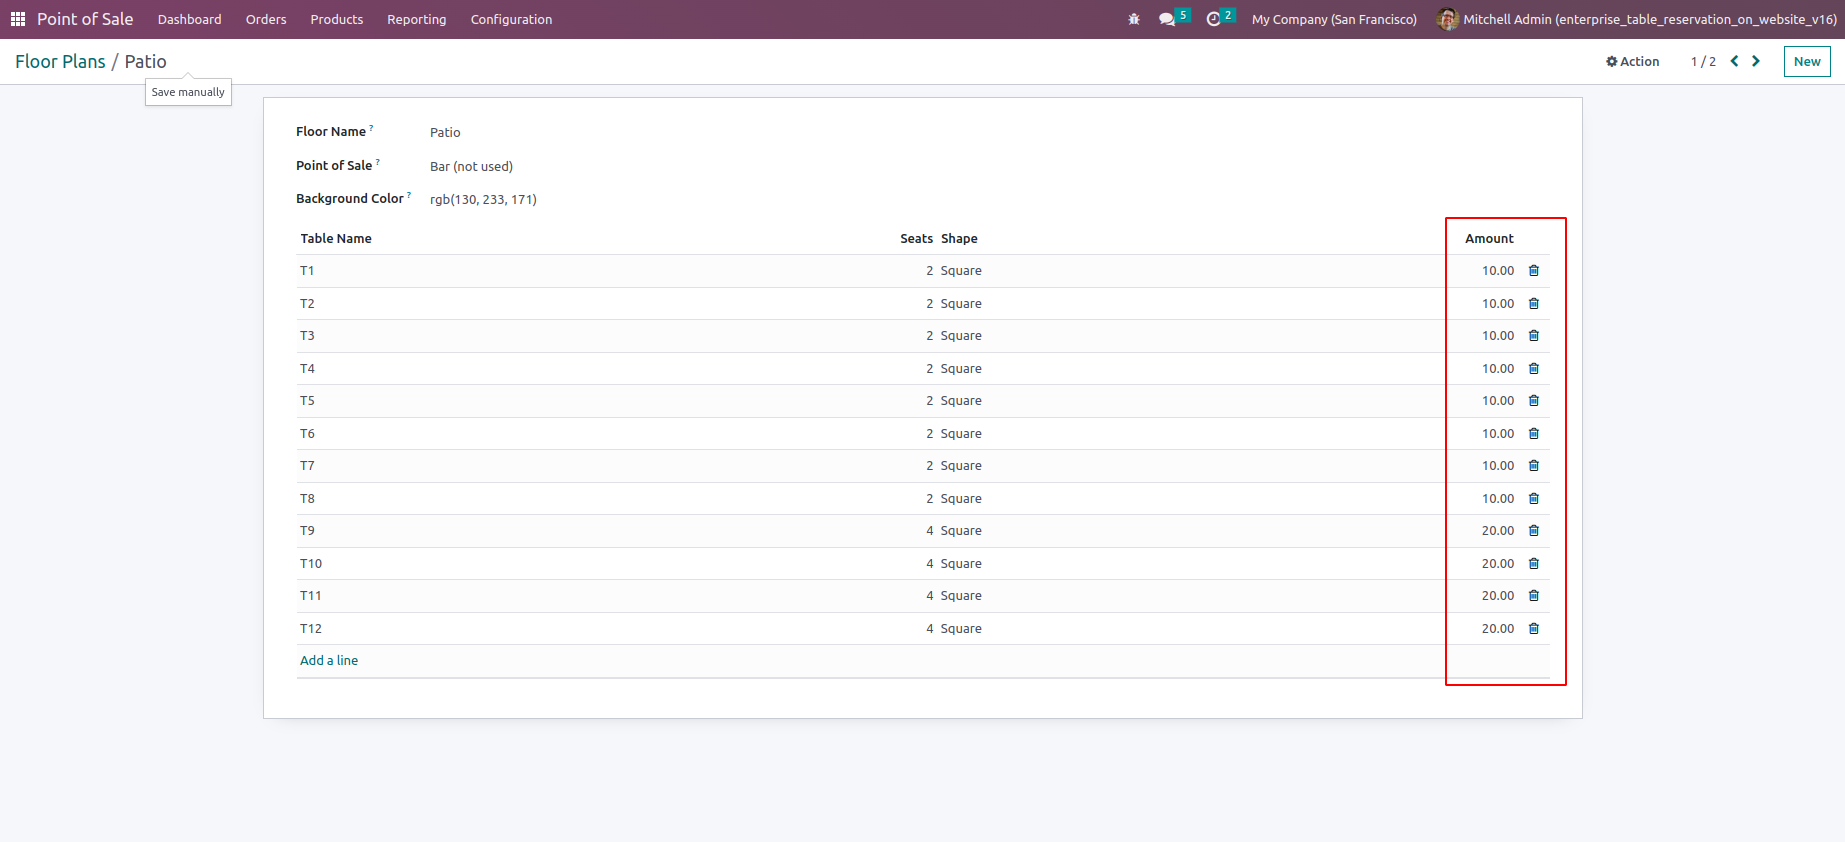 Point of Sale Dashboard Orders Products Reporting Configuration 5 2 My Company (San Francisco) Mitchell Admin (enterprise_table_reservation_on_website_v16)
Floor Plans / Patio Action 1 / 2 New
Save manually
Floor Name ? Patio
Point of Sale ? Bar (not used)
Background Color ? rgb(130, 233, 171)
Table Name Seats Shape Amount
T1 2 Square 10.00
T2 2 Square 10.00
T3 2 Square 10.00
T4 2 Square 10.00
T5 2 Square 10.00
T6 2 Square 10.00
T7 2 Square 10.00
T8 2 Square 10.00
T9 4 Square 20.00
T10 4 Square 20.00
T11 4 Square 20.00
T12 4 Square 20.00
Add a line